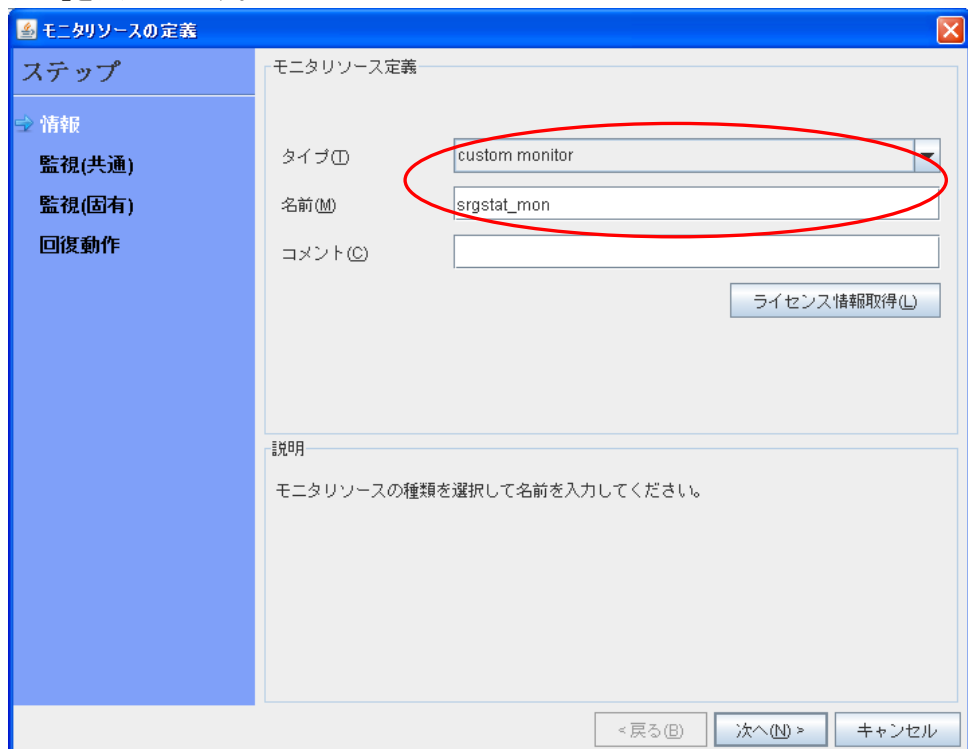 モニタリソースの定義
ステップ
情報
監視(共通)
監視(固有)
回復動作
モニタリソース定義
タイプ(T) custom monitor
名前(M) srgstat_mon
コメント(C)
ライセンス情報取得(L)
説明
モニタリソースの種類を選択して名前を入力してください。
<戻る(B) 次へ(N) > キャンセル